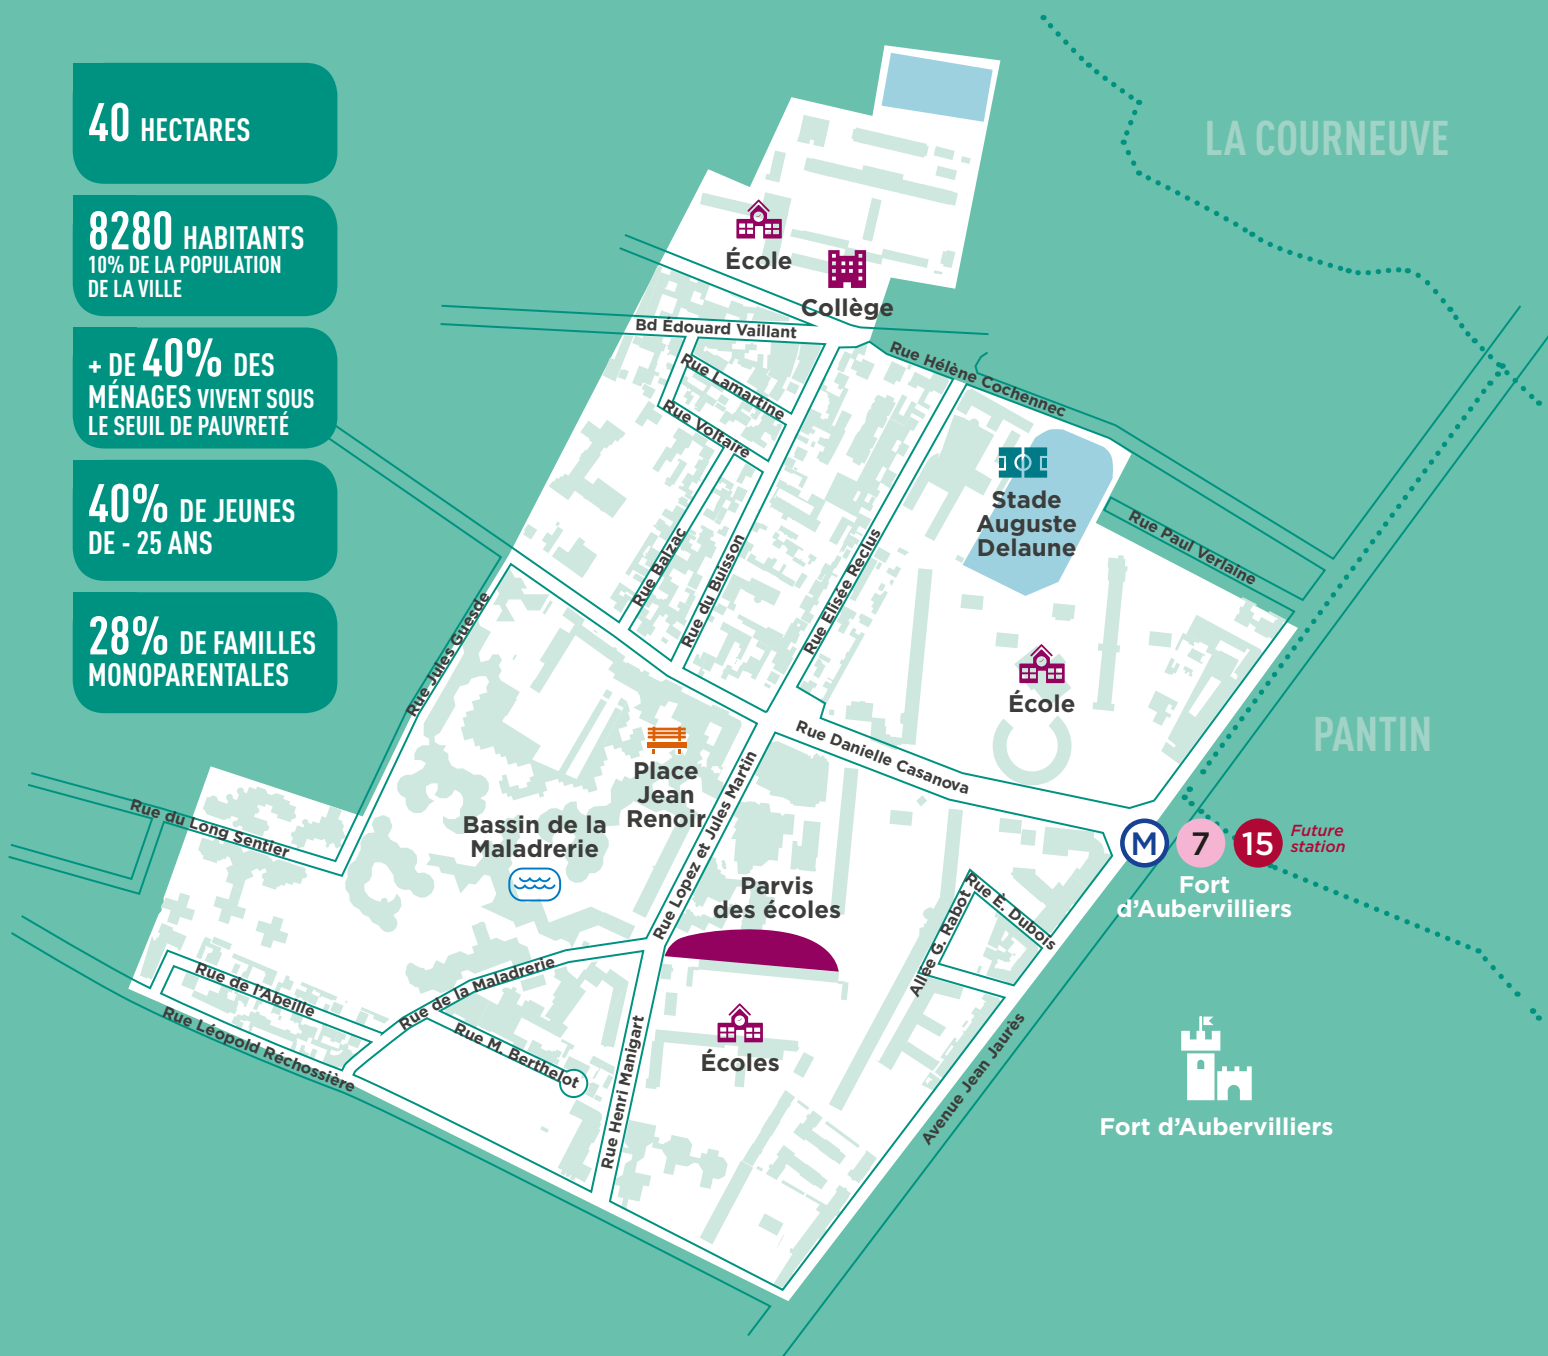 40 HECTARES
8280 HABITANTS
10% DE LA POPULATION
DE LA VILLE
+ DE 40% DES
MÉNAGES VIVENT SOUS
LE SEUIL DE PAUVRETÉ
40% DE JEUNES
DE - 25 ANS
28% DE FAMILLES
MONOPARENTALES
LA COURNEUVE
École
Collège
Bd Édouard Vaillant
Rue Hélène Cochennec
Rue Lamartine
Rue Voltaire
Stade
Auguste
Delaune
Rue Paul Verlaine
Rue Balzac
Rue du Buisson
Rue Elisée Reclus
Rue Jules Guesde
École
PANTIN
Rue Danielle Casanova
Place
Jean
Renoir
Rue Lopez et Jules Martin
Bassin de la
Maladrerie
Rue du Long Sentier
M 7 15 Future
station
Fort
d'Aubervilliers
Parvis
des écoles
Rue É. Dubois
Allée G. Rabot
Rue de l'Abeille
Rue de la Maladrerie
Rue Léopold Réchossière
Rue M. Berthelot
Rue Henri Manigart
Écoles
Avenue Jean Jaurès
Fort d'Aubervilliers